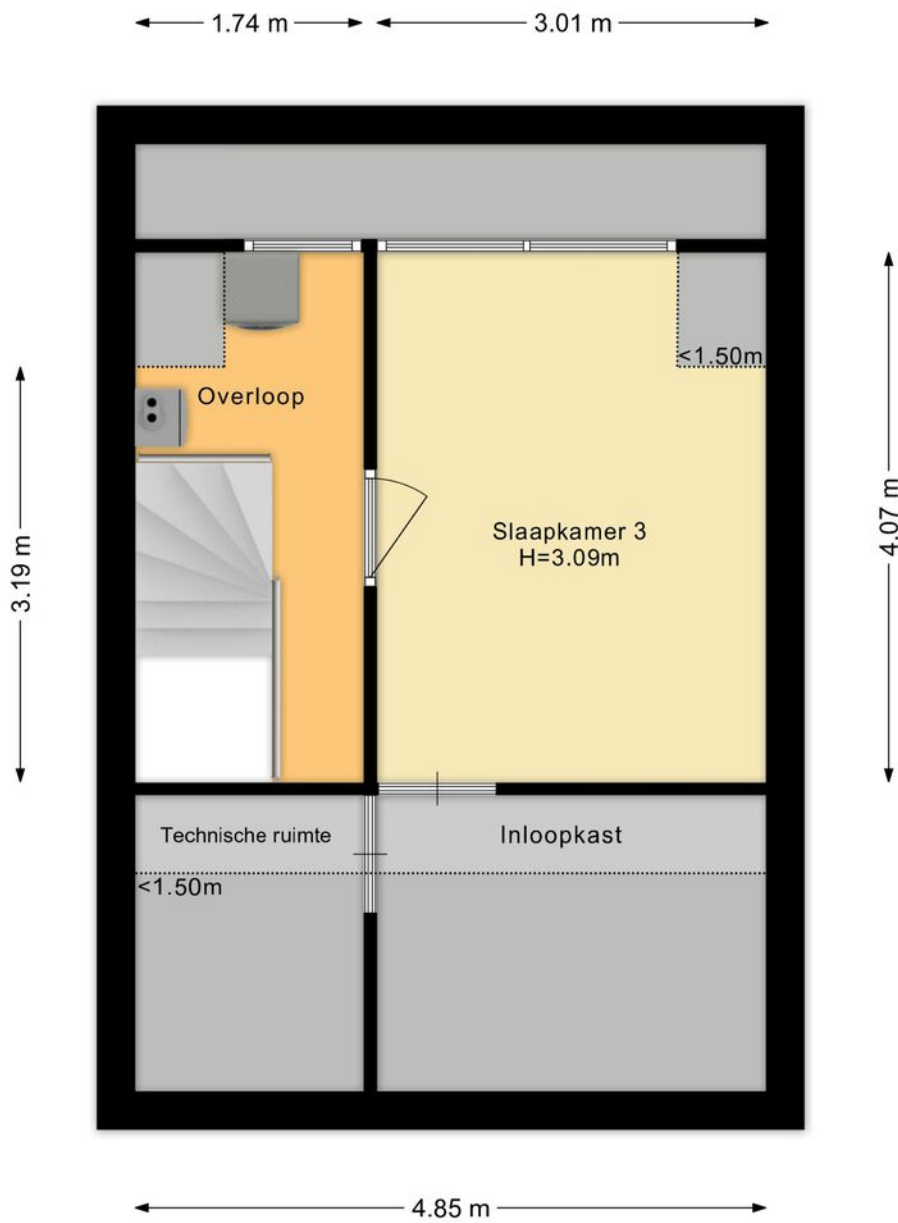 1.74 m
3.01 m
<1.50m
Overloop
Slaapkamer 3
H=3.09m
3.19 m
4.07 m
Technische ruimte
Inloopkast
<1.50m
4.85 m